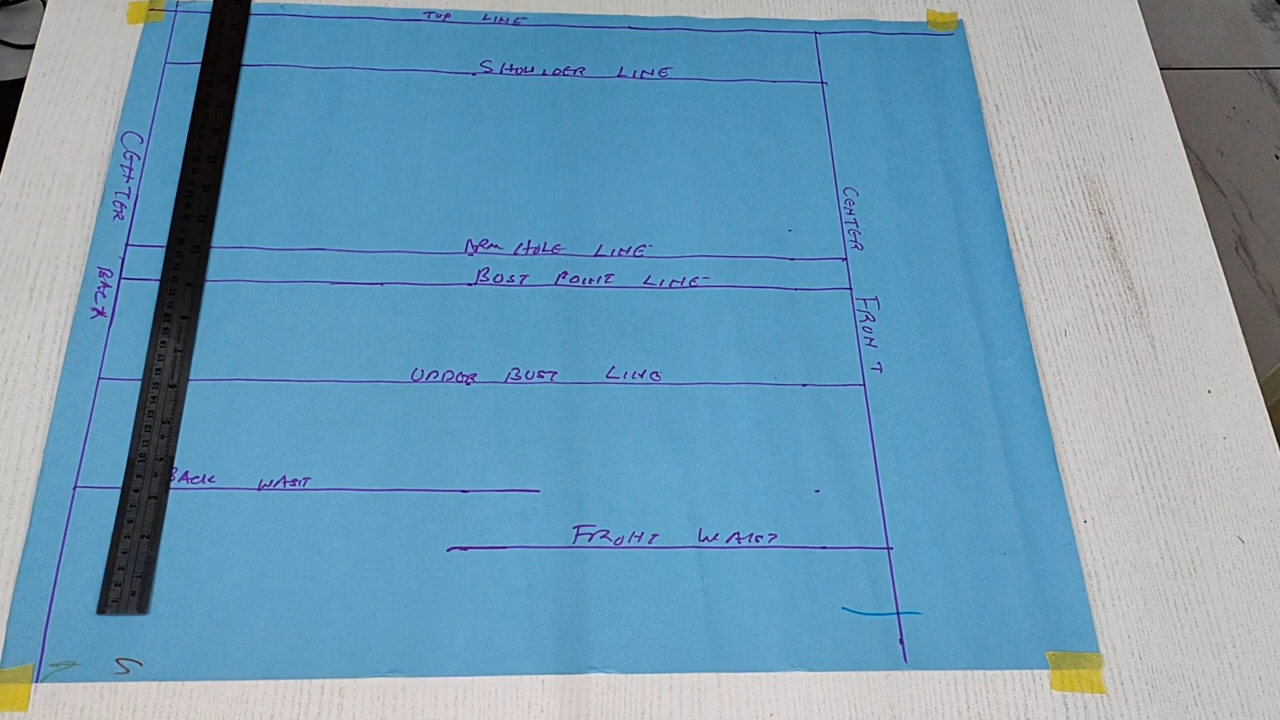 TOP LINE
SHOULDER LINE
CENTER BACK
CENTER FRONT
ARM HOLE LINE
BUST POINT LINE
UNDER BUST LINE
BACK WASIT
FRONT WAIST